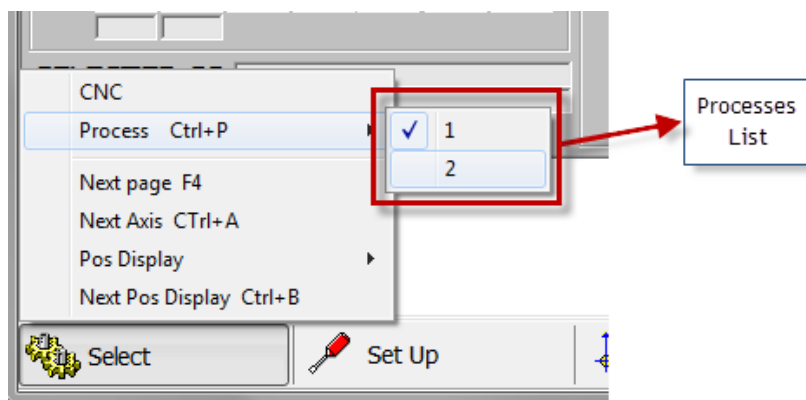 CNC
Process Ctrl+P
1
2
Processes
List
Next page F4
Next Axis CTrl+A
Pos Display
Next Pos Display Ctrl+B
Select
Set Up